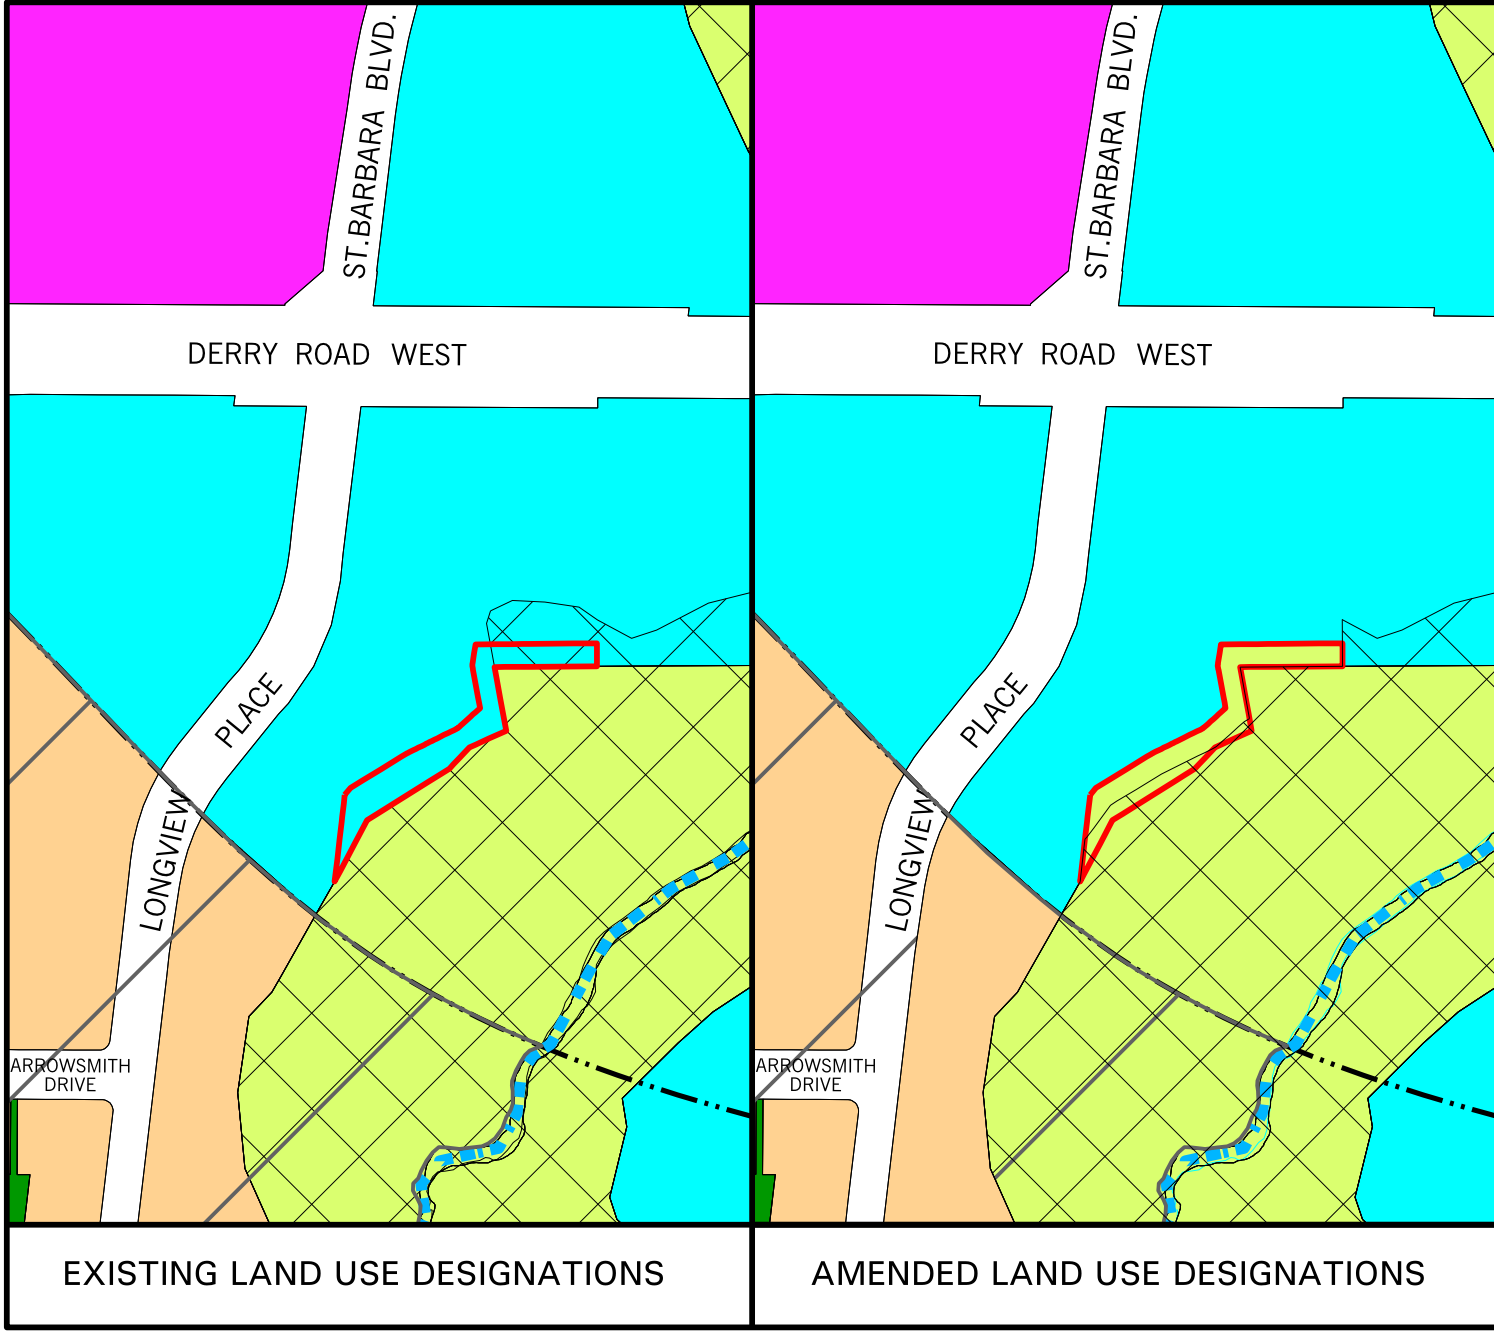 ST.BARBARA BLVD.
DERRY ROAD WEST
PLACE
LONGVIEW
ARROWSMITH
DRIVE
EXISTING LAND USE DESIGNATIONS
ST.BARBARA BLVD.
DERRY ROAD WEST
PLACE
LONGVIEW
ARROWSMITH
DRIVE
AMENDED LAND USE DESIGNATIONS